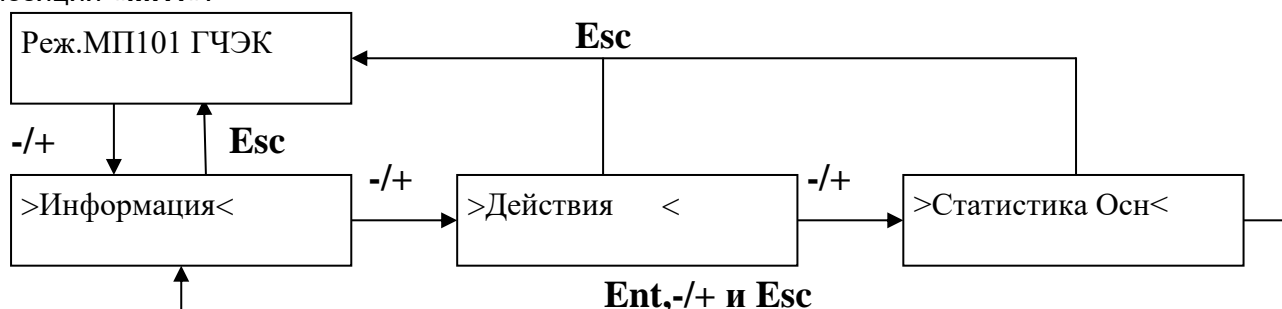 Реж.МП101 ГЧЭК
Esc
-/+
Esc
>Информация<
-/+
>Действия <
-/+
>Статистика Осн<
Ent,-/+ и Esc